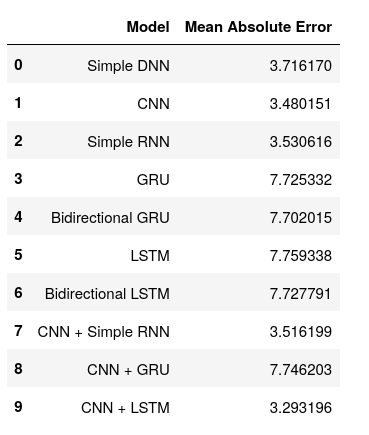 Model Mean Absolute Error
0 Simple DNN 3.716170
1 CNN 3.480151
2 Simple RNN 3.530616
3 GRU 7.725332
4 Bidirectional GRU 7.702015
5 LSTM 7.759338
6 Bidirectional LSTM 7.727791
7 CNN + Simple RNN 3.516199
8 CNN + GRU 7.746203
9 CNN + LSTM 3.293196